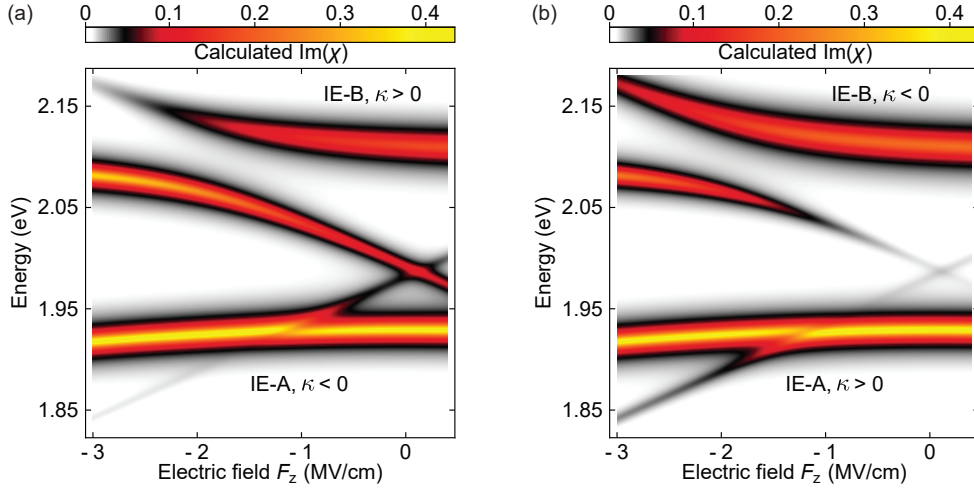 (a)
0 0.1 0.2 0.3 0.4
Calculated Im(χ)
IE-B, κ > 0
2.15
2.05
1.95
1.85
Energy (eV)
IE-A, κ < 0
- 3 - 2 - 1 0
Electric field Fz (MV/cm)
(b)
0 0.1 0.2 0.3 0.4
Calculated Im(χ)
IE-B, κ < 0
2.15
2.05
1.95
1.85
Energy (eV)
IE-A, κ > 0
- 3 - 2 - 1 0
Electric field Fz (MV/cm)